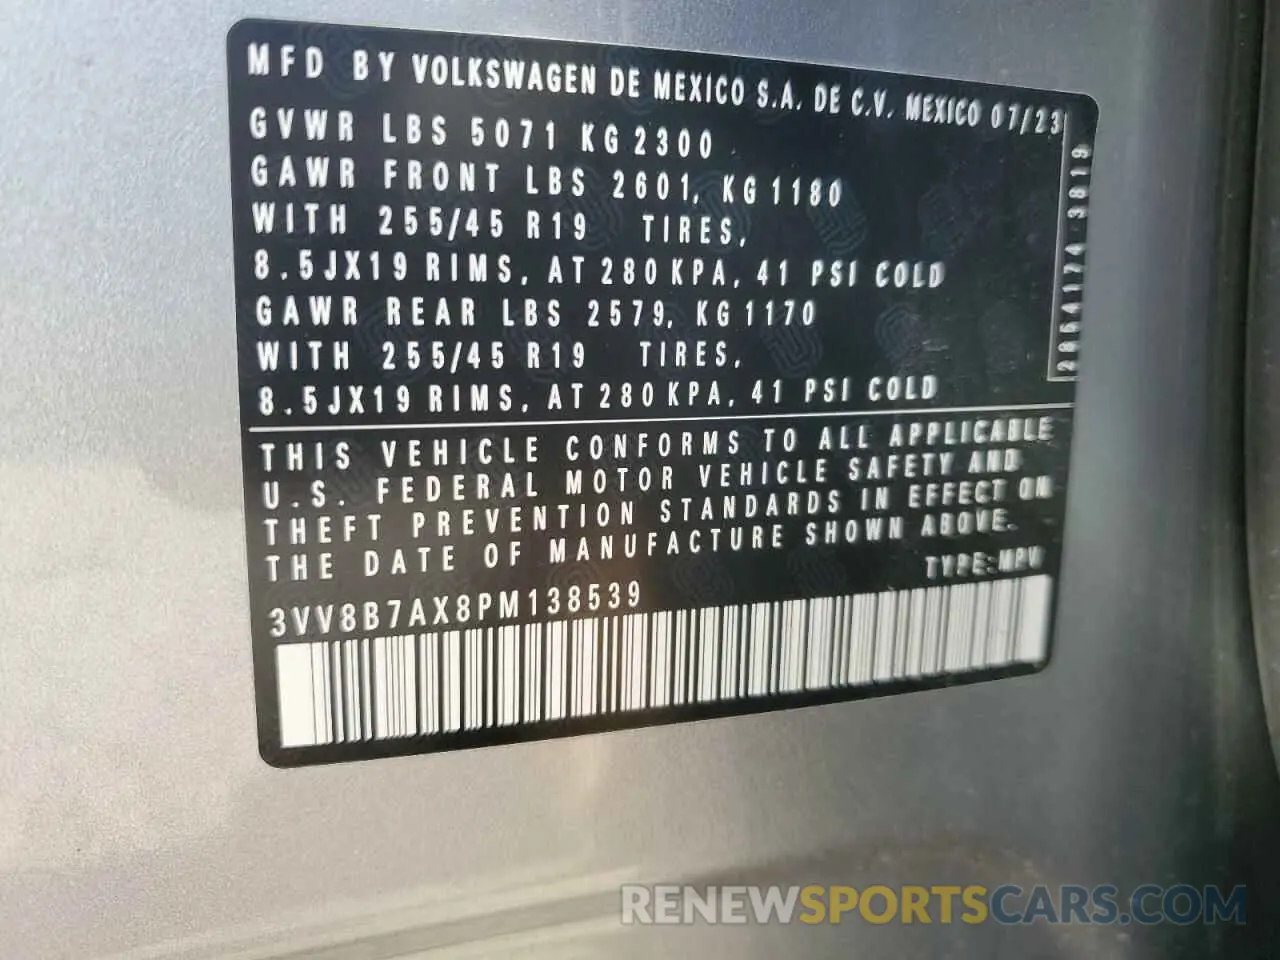 MFD BY VOLKSWAGEN DE MEXICO S.A. DE C.V. MEXICO 07/23
GVWR LBS 5071 KG 2300
GAWR FRONT LBS 2601, KG 1180
WITH 255/45 R19 TIRES,
8.5JX19 RIMS, AT 280 KPA, 41 PSI COLD
GAWR REAR LBS 2579, KG 1170
WITH 255/45 R19 TIRES,
8.5JX19 RIMS, AT 280 KPA, 41 PSI COLD
THIS VEHICLE CONFORMS TO ALL APPLICABLE
U.S. FEDERAL MOTOR VEHICLE SAFETY AND
THEFT PREVENTION STANDARDS IN EFFECT ON
THE DATE OF MANUFACTURE SHOWN ABOVE.
TYPE: MPV
3VV8B7AX8PM138539
RENEWSPORTSCARS.COM